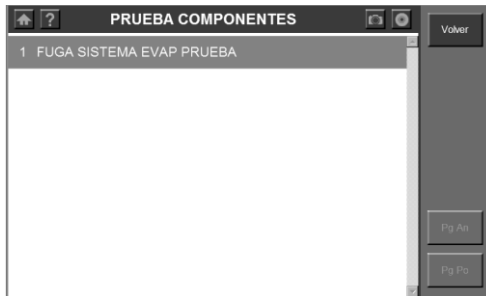 ? PRUEBA COMPONENTES
Volver
1 FUGA SISTEMA EVAP PRUEBA
Pg An
Pg Po